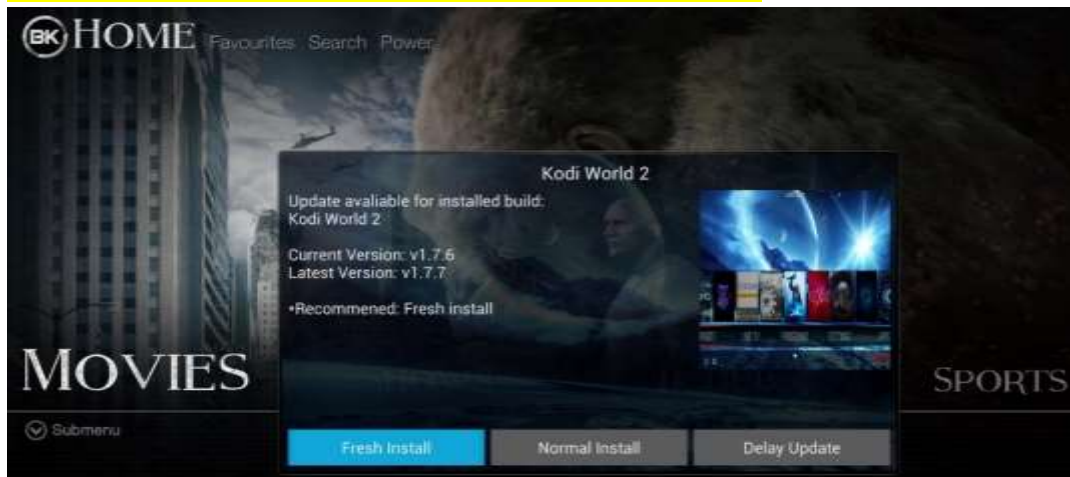 BK HOME Favourites Search Power
Kodi World 2
Update avaliable for installed build:
Kodi World 2
Current Version: v1.7.6
Latest Version: v1.7.7
•Recommened: Fresh install
MOVIES
SPORTS
Submenu
Fresh Install Normal Install Delay Update